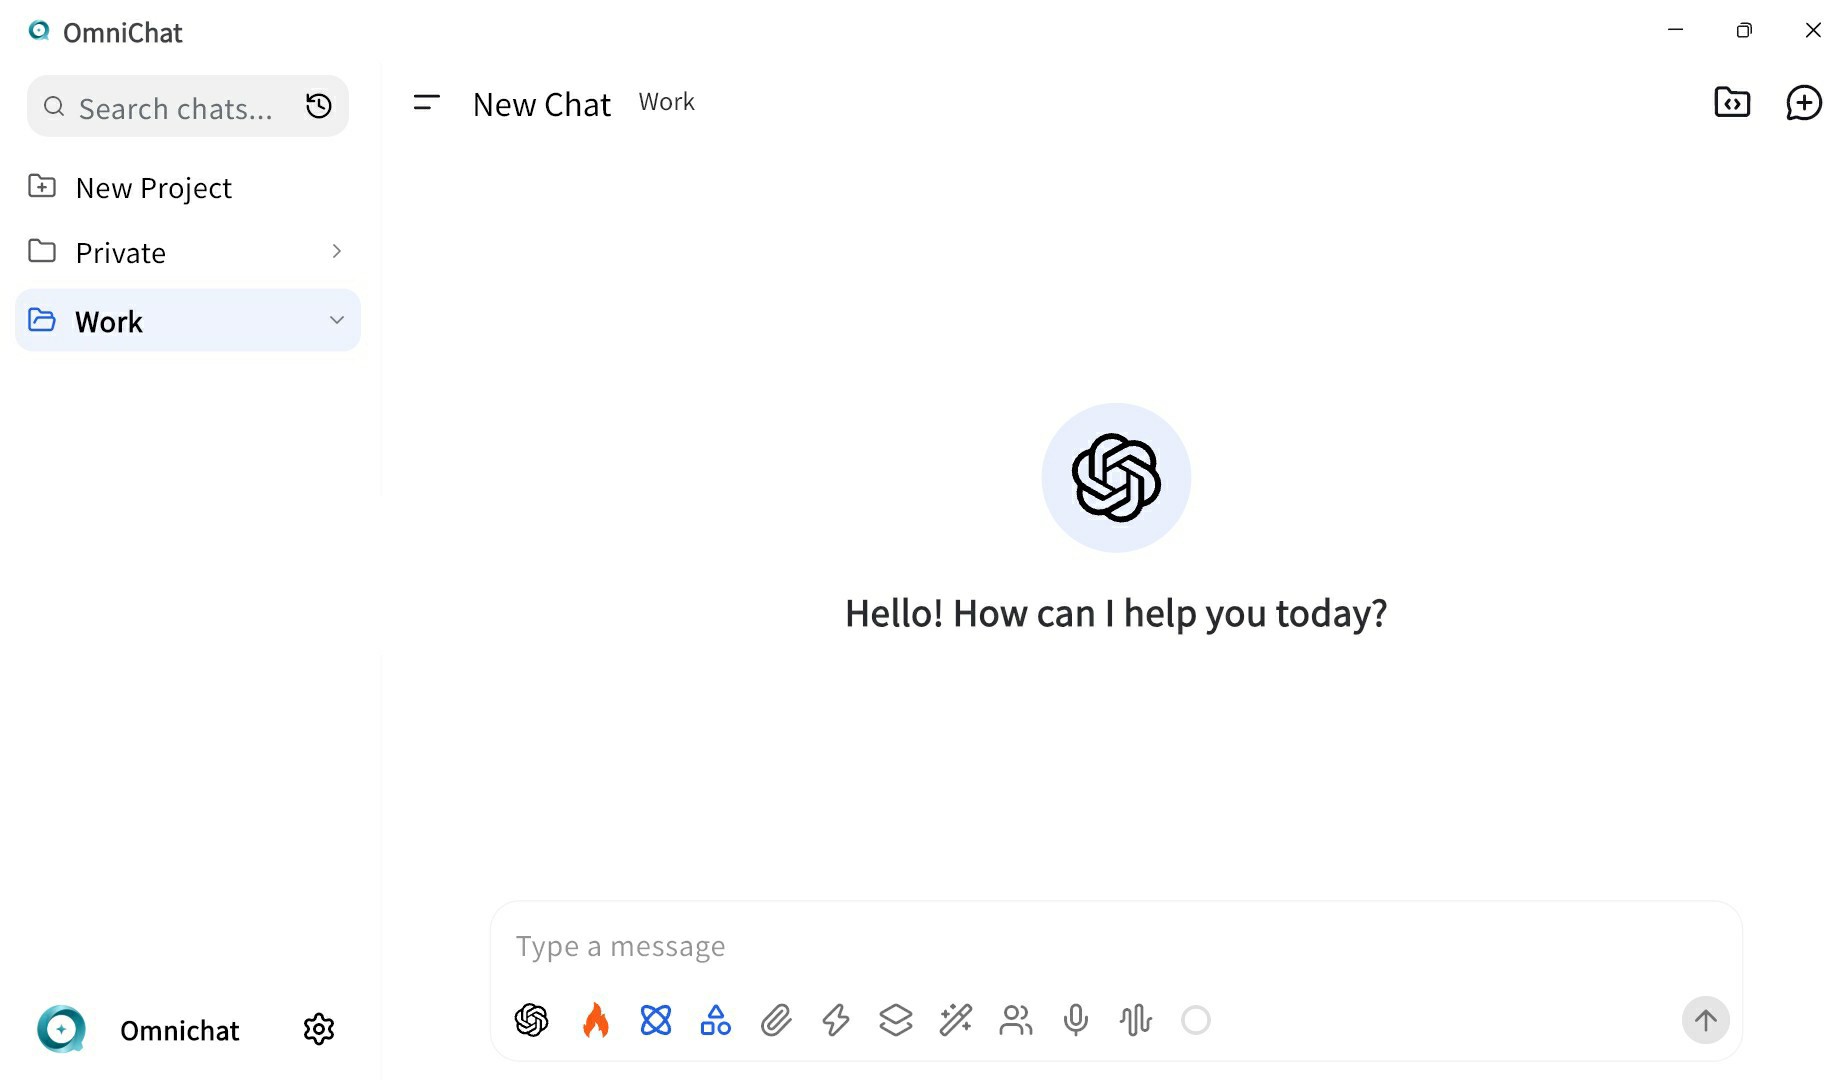 OmniChat
Search chats...
New Chat
Work
New Project
Private
Work
Hello! How can I help you today?
Type a message
Omnichat